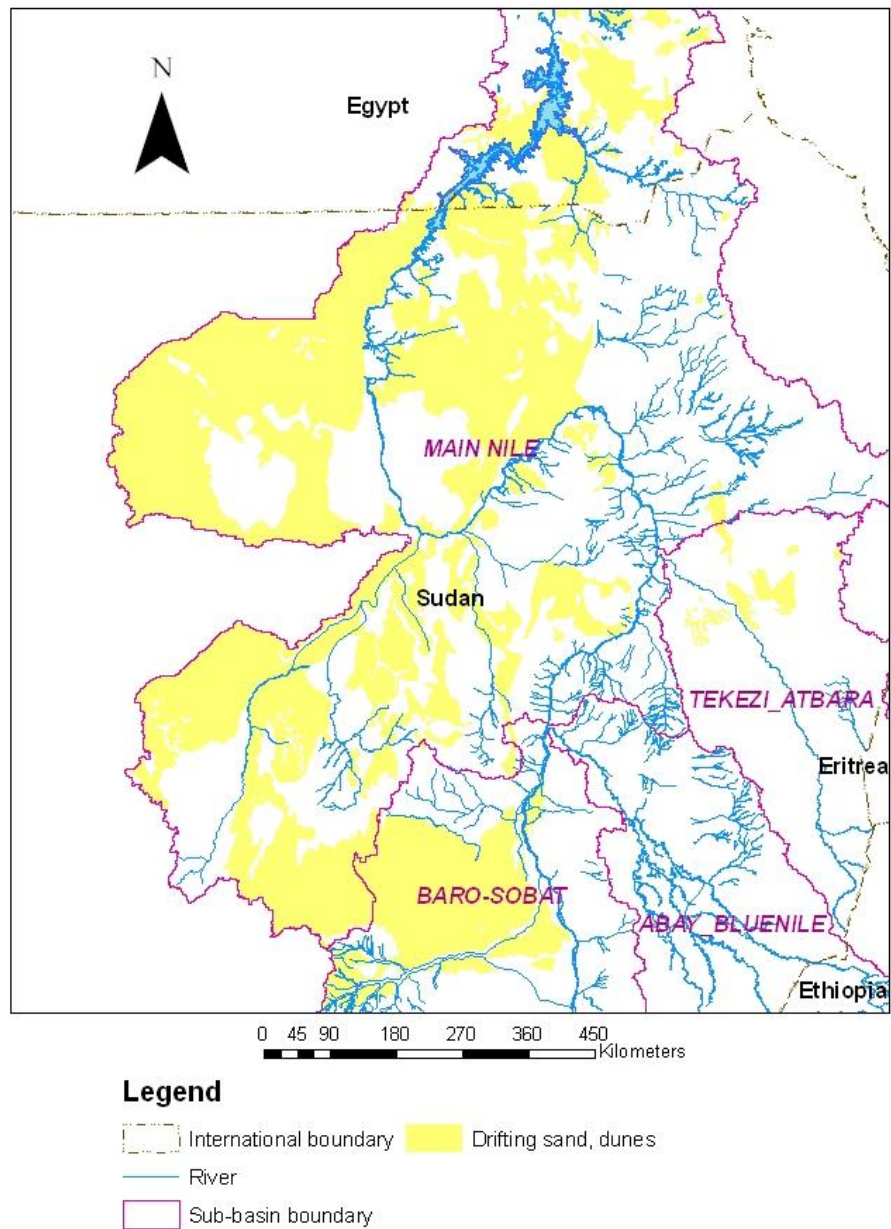 N
Egypt
MAIN NILE
Sudan
TEKEZI_ATBARA
Eritrea
BARO-SOBAT
ABAY_BLUENILE
Ethiopia
0 45 90 180 270 360 450
Kilometers
Legend
International boundary Drifting sand, dunes
River
Sub-basin boundary